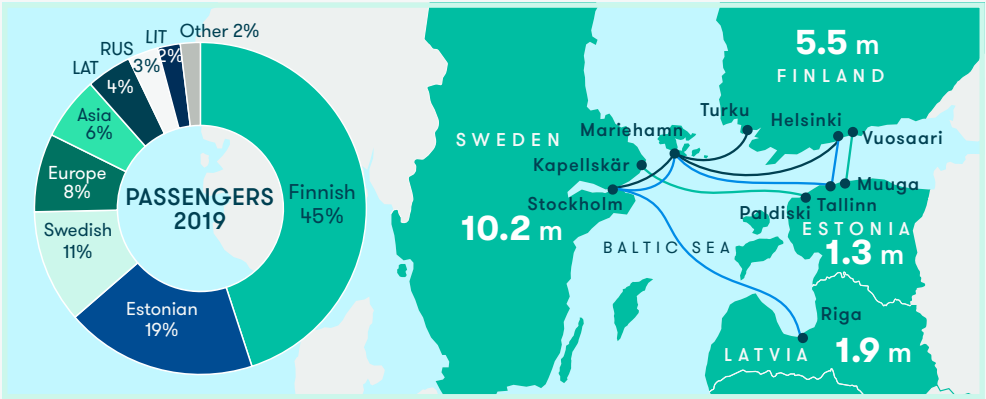 Other 2%
LIT
2%
RUS
3%
LAT
4%
Asia
6%
Europe
8%
Swedish
11%
Estonian
19%
Finnish
45%
PASSENGERS
2019
5.5 m
FINLAND
SWEDEN
10.2 m
Turku
Helsinki
Mariehamn
Vuosaari
Kapellskär
Stockholm
Muuga
Tallinn
Paldiski
ESTONIA
1.3 m
BALTIC SEA
Riga
LATVIA
1.9 m